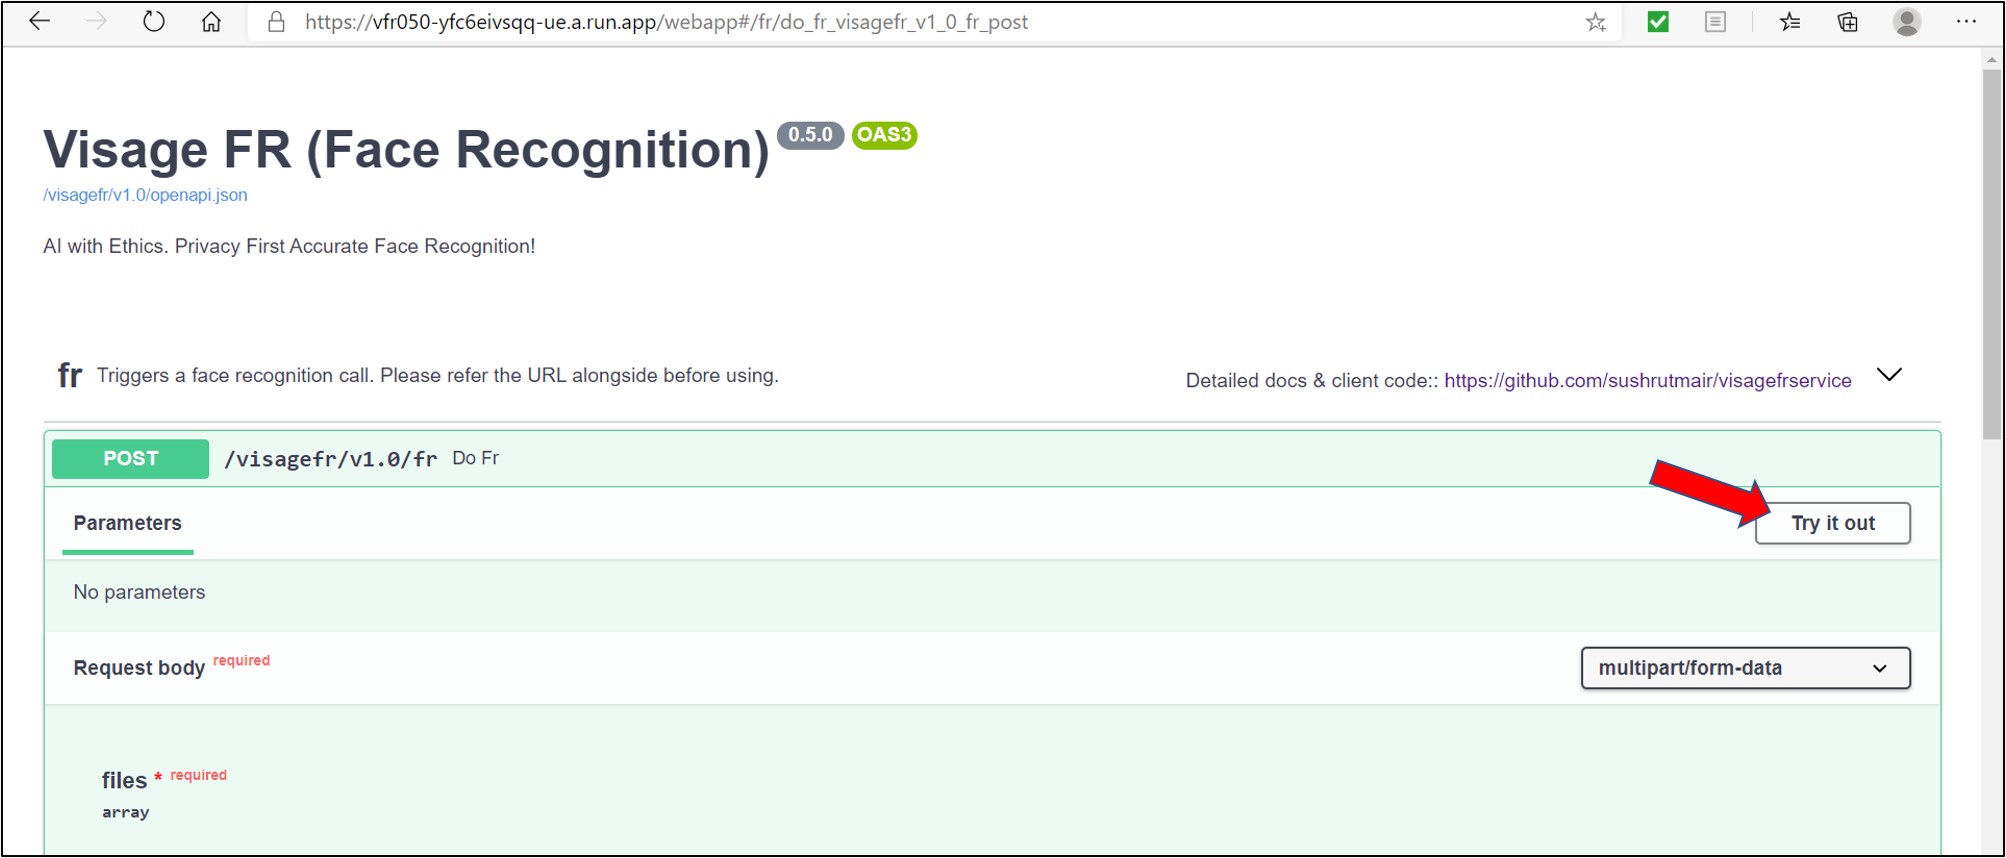 https://vfr050-yfc6eivsqq-ue.a.run.app/webapp#/fr/do_fr_visagefr_v1_0_fr_post
Visage FR (Face Recognition) 0.5.0 OAS3
/visagefr/v1.0/openapi.json
AI with Ethics. Privacy First Accurate Face Recognition!
fr Triggers a face recognition call. Please refer the URL alongside before using. Detailed docs & client code:: https://github.com/sushrutmair/visagefrservice
POST /visagefr/v1.0/fr Do Fr
Parameters Try it out
No parameters
Request body required multipart/form-data
files * required
array